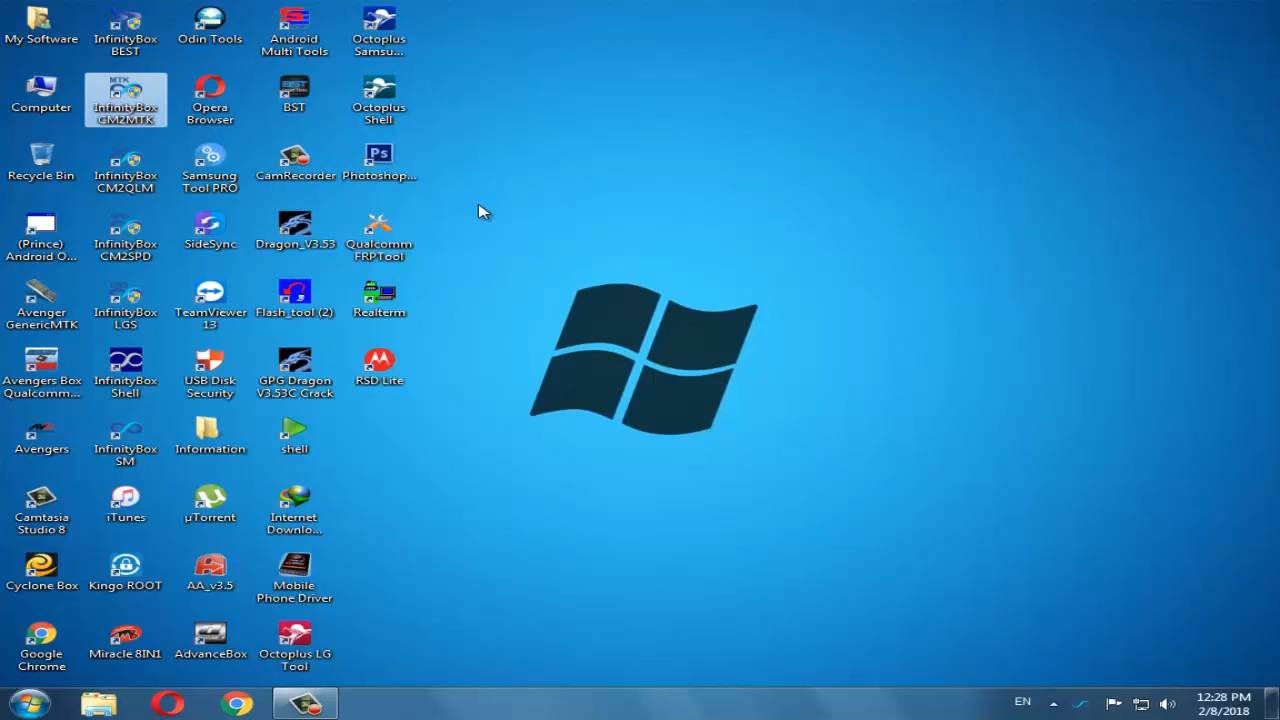 My Software
InfinityBox
BEST
Odin Tools
Android
Multi Tools
Octoplus
Samsu...
Computer
MTK
InfinityBox
CM2MTK
Opera
Browser
BST
Octoplus
Shell
Recycle Bin
InfinityBox
CM2QLM
Samsung
Tool PRO
CamRecorder
Ps
Photoshop...
(Prince)
Android O...
InfinityBox
CM2SPD
SideSync
Dragon_V3.53
Qualcomm
FRPTool
Avenger
GenericMTK
InfinityBox
LGS
TeamViewer
13
Flash_tool (2)
Realterm
Avengers Box
Qualcomm...
InfinityBox
Shell
USB Disk
Security
GPG Dragon
V3.53C Crack
RSD Lite
Avengers
InfinityBox
SM
Information
shell
Camtasia
Studio 8
iTunes
µTorrent
Internet
Downlo...
Cyclone Box
Kingo ROOT
AA_v3.5
Mobile
Phone Driver
Google
Chrome
Miracle 8IN1
AdvanceBox
Octoplus LG
Tool
EN
12:28 PM
2/8/2018